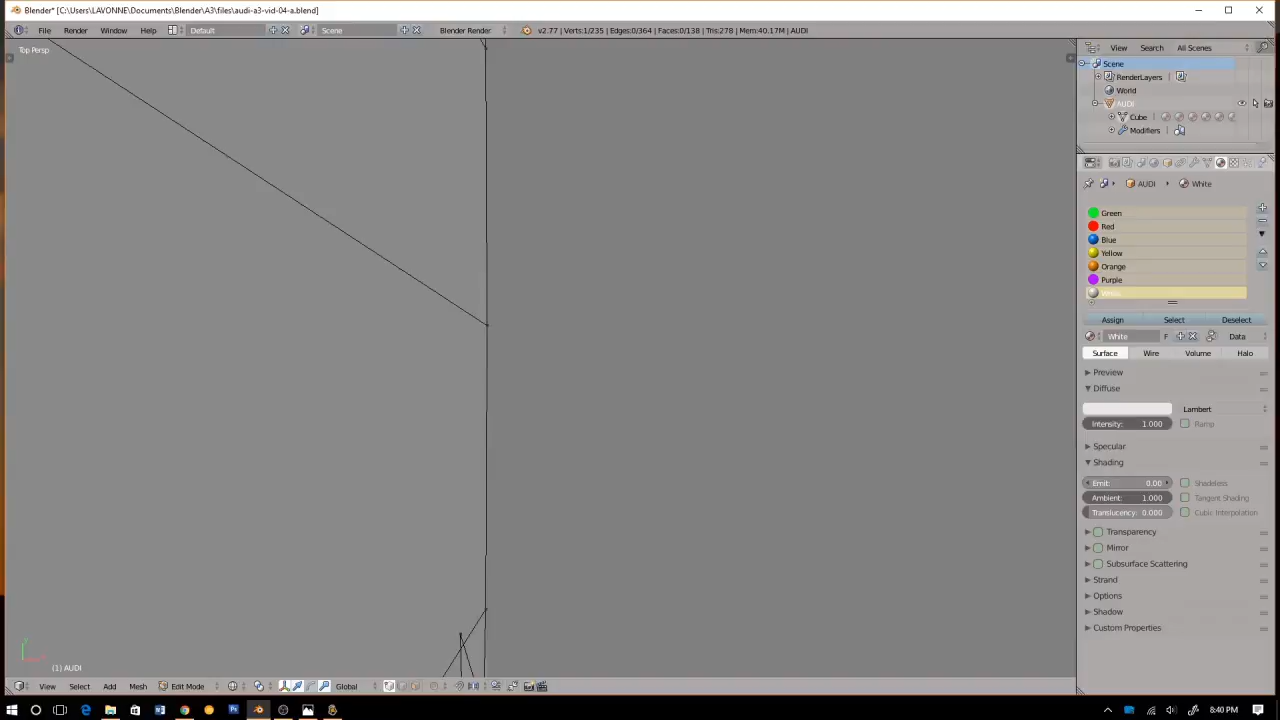 Blender* [C:\Users\LAVONNE\Documents\Blender\A3\files\audi-a3-vid-04-a.blend]
File Render Window Help Default Scene Blender Render v2.77 | Verts:1/235 | Edges:0/364 | Faces:0/138 | Tris:278 | Mem:40.17M | AUDI
Top Persp
View Search All Scenes
Scene
RenderLayers
World
AUDI
Cube
Modifiers
AUDI White
Green
Red
Blue
Yellow
Orange
Purple
White
Assign Select Deselect
White F Data
Surface Wire Volume Halo
Preview
Diffuse
Lambert
Intensity: 1.000 Ramp
Specular
Shading
Emit: 0.00 Shadeless
Ambient: 1.000 Tangent Shading
Translucency: 0.000 Cubic Interpolation
Transparency
Mirror
Subsurface Scattering
Strand
Options
Shadow
Custom Properties
(1) AUDI
View Select Add Mesh Edit Mode Global
8:40 PM